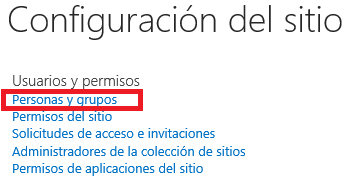 Configuración del sitio
Usuarios y permisos
Personas y grupos
Permisos del sitio
Solicitudes de acceso e invitaciones
Administradores de la colección de sitios
Permisos de aplicaciones del sitio